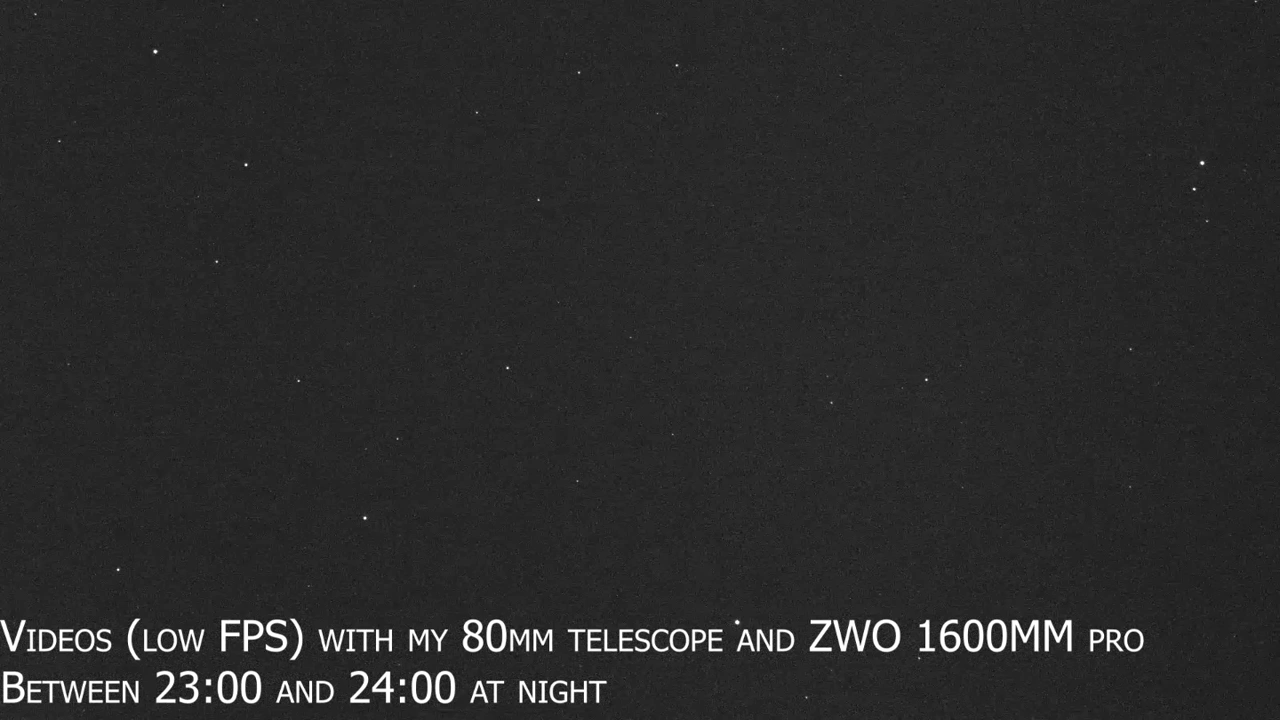 Videos (low FPS) with my 80mm telescope and ZWO 1600MM pro
Between 23:00 and 24:00 at night